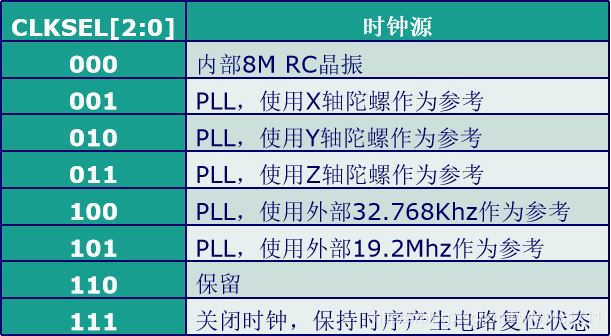 CLKSEL[2:0] 时钟源
000 内部8M RC晶振
001 PLL，使用X轴陀螺作为参考
010 PLL，使用Y轴陀螺作为参考
011 PLL，使用Z轴陀螺作为参考
100 PLL，使用外部32.768Khz作为参考
101 PLL，使用外部19.2Mhz作为参考
110 保留
111 关闭时钟，保持时序产生电路复位状态